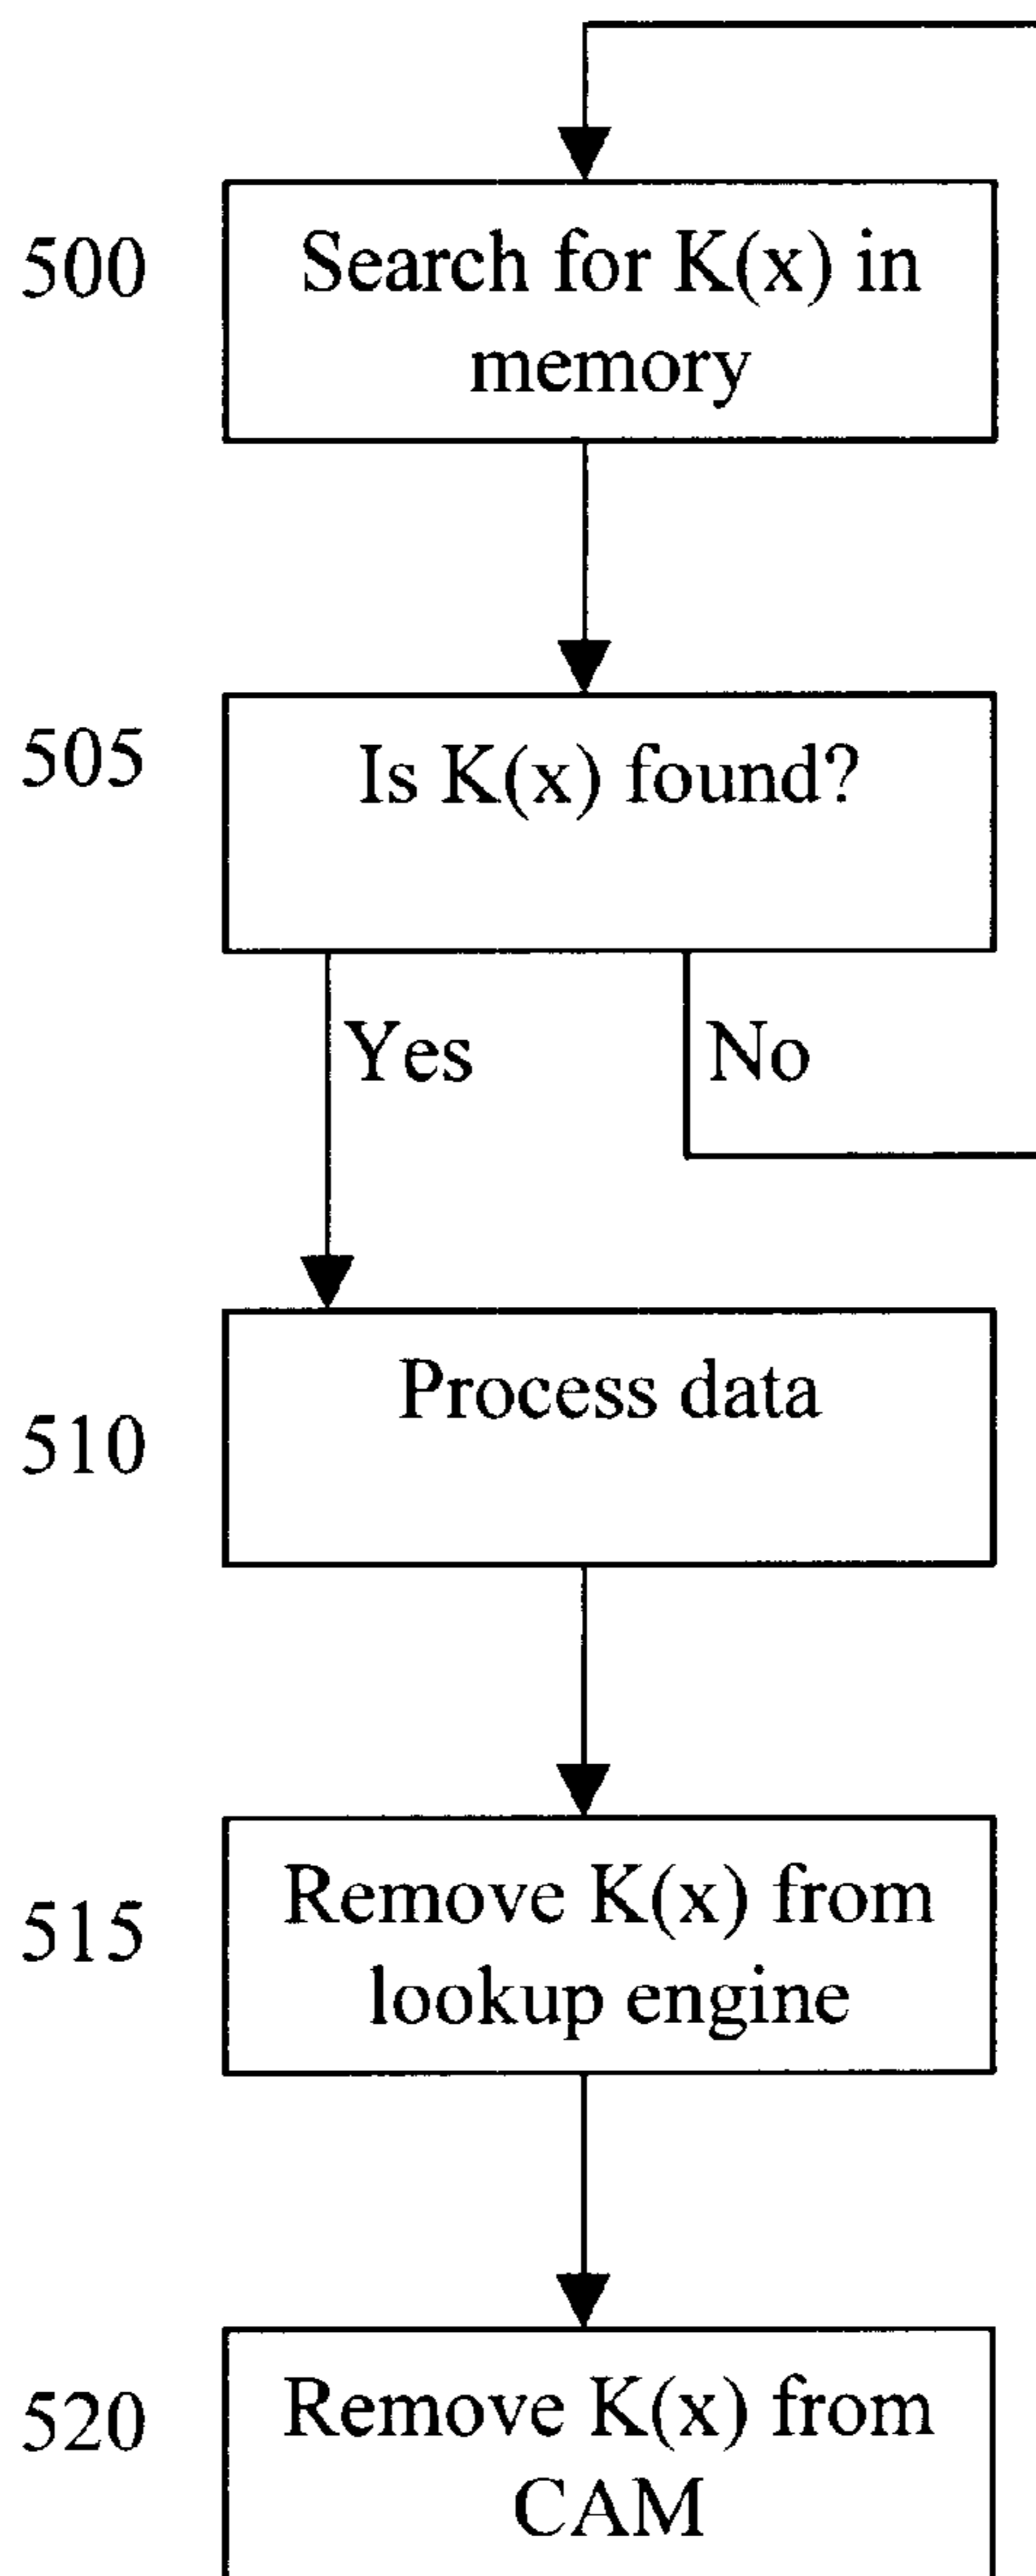 500
Search for K(x) in
memory
505
Is K(x) found?
Yes
No
510
Process data
515
Remove K(x) from
lookup engine
520
Remove K(x) from
CAM